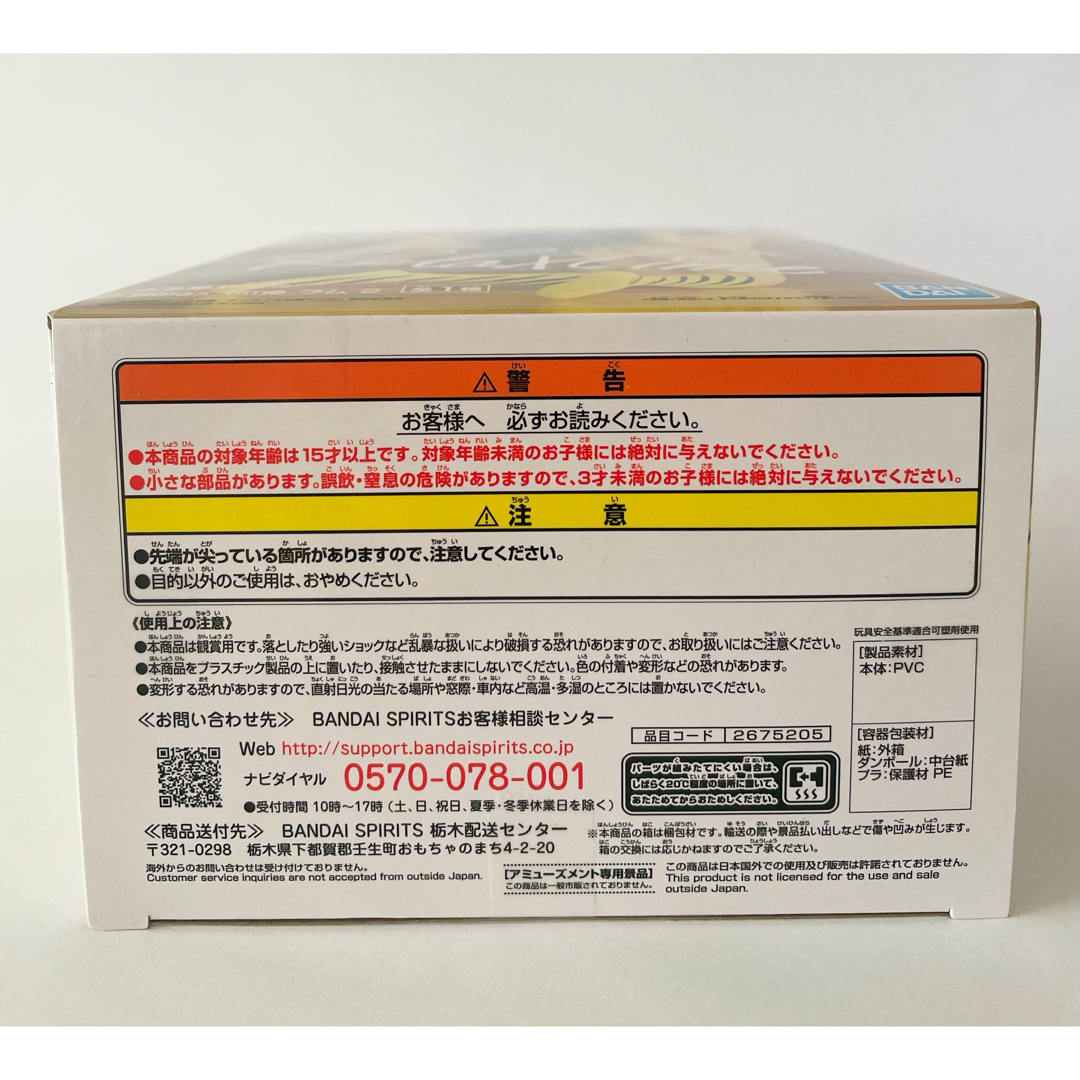 全1種
BAN
DAI
⚠警告
お客様へ 必ずお読みください。
●本商品の対象年齢は15才以上です。対象年齢未満のお子様には絶対に与えないでください。
●小さな部品があります。誤飲・窒息の危険がありますので、3才未満のお子様には絶対に与えないでください。
⚠注意
●先端が尖っている箇所がありますので、注意してください。
●目的以外のご使用は、おやめください。
《使用上の注意》
●本商品は観賞用です。落としたり強いショックなど乱暴な扱いにより破損する恐れがありますので、お取り扱いにはご注意ください。
●本商品をプラスチック製品の上に置いたり、接触させたままにしないでください。色の付着や変形などの恐れがあります。
●変形する恐れがありますので、直射日光の当たる場所や窓際・車内など高温・多湿のところには置かないでください。
玩具安全基準適合可塑剤使用
[製品素材]
本体:PVC
[容器包装材]
紙:外箱
ダンボール:中台紙
プラ:保護材 PE
≪お問い合わせ先≫ BANDAI SPIRITSお客様相談センター
Web http://support.bandaispirits.co.jp
ナビダイヤル 0570-078-001
●受付時間 10時〜17時 (土、日、祝日、夏季・冬季休業日を除く)
品目コード 2675205
パーツが組みたてにくい場合は、
しばらく20℃程度の場所に置いて、
あたためてからおためしください。
≪商品送付先≫ BANDAI SPIRITS 栃木配送センター
〒321-0298 栃木県下都賀郡壬生町おもちゃのまち4-2-20
※本商品の箱は梱包材です。輸送の際や景品払い出しなどで傷や凹みが生じます。
箱の交換には応じかねますのでご了承ください。
海外からのお問い合わせは受け付けておりません。
Customer service inquiries are not accepted from outside Japan.
[アミューズメント専用景品]
この商品は一般市販されておりません。
この商品は日本国外での使用及び販売は許諾されておりません。
This product is not licensed for the use and sale
outside Japan.